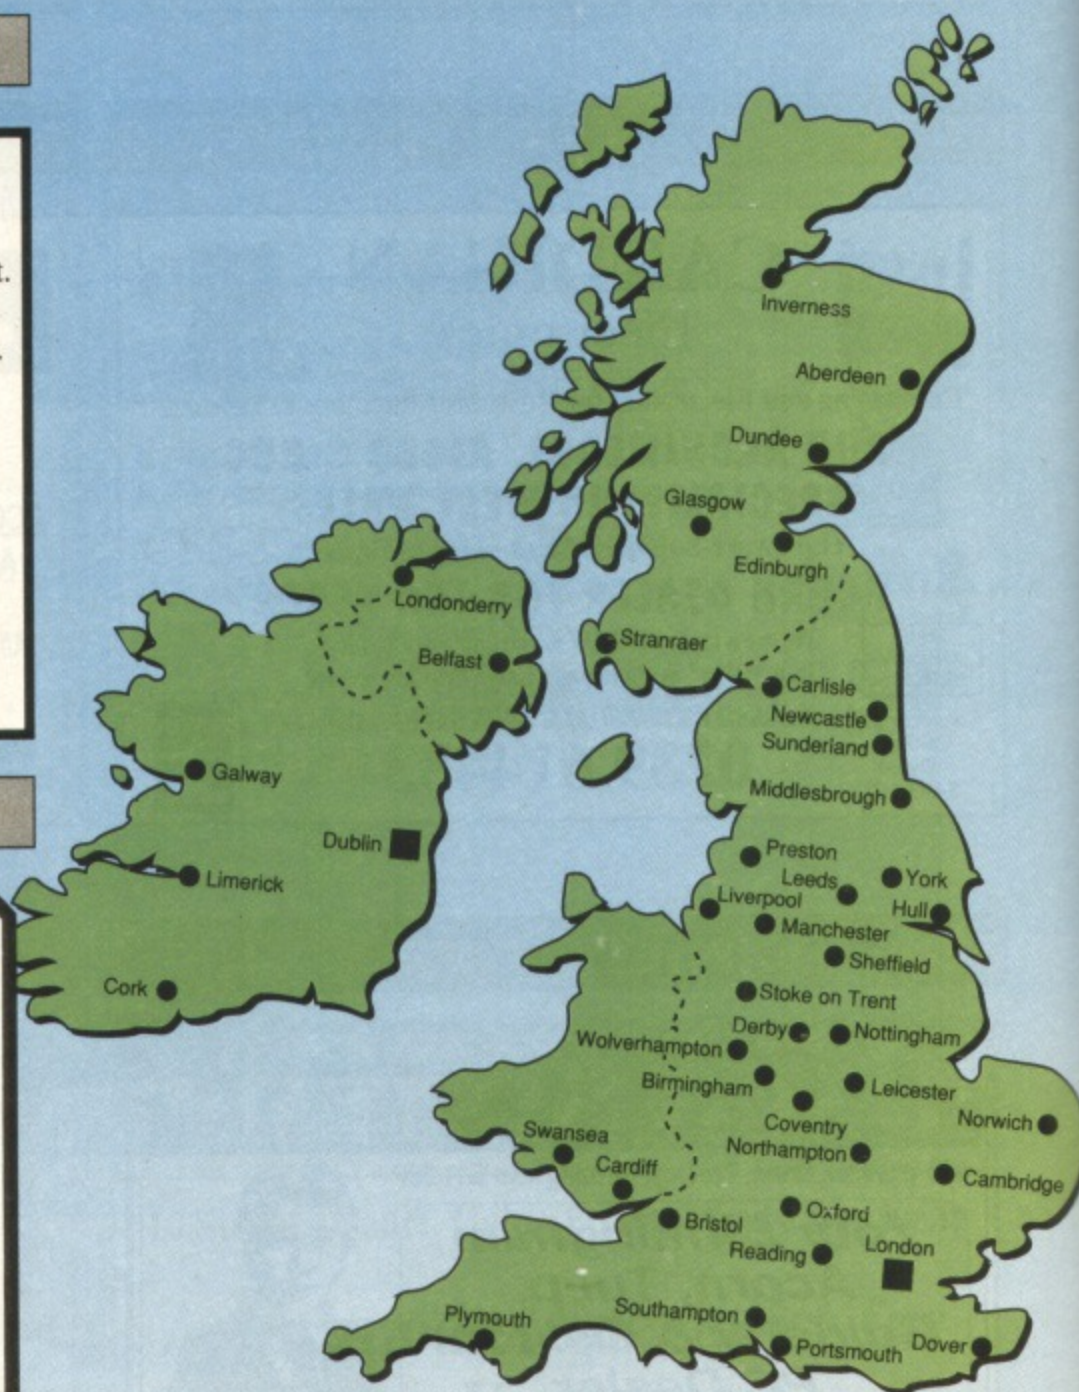 t.
Inverness
Aberdeen
Dundee
Glasgow
Edinburgh
Londonderry
Stranraer
Belfast
Carlisle
Newcastle
Sunderland
Galway
Middlesbrough
Dublin
Preston
Leeds
York
Limerick
Liverpool
Hull
Manchester
Sheffield
Cork
Stoke on Trent
Derby
Nottingham
Wolverhampton
Birmingham
Leicester
Coventry
Norwich
Swansea
Northampton
Cardiff
Cambridge
Oxford
Bristol
London
Reading
Southampton
Plymouth
Portsmouth
Dover